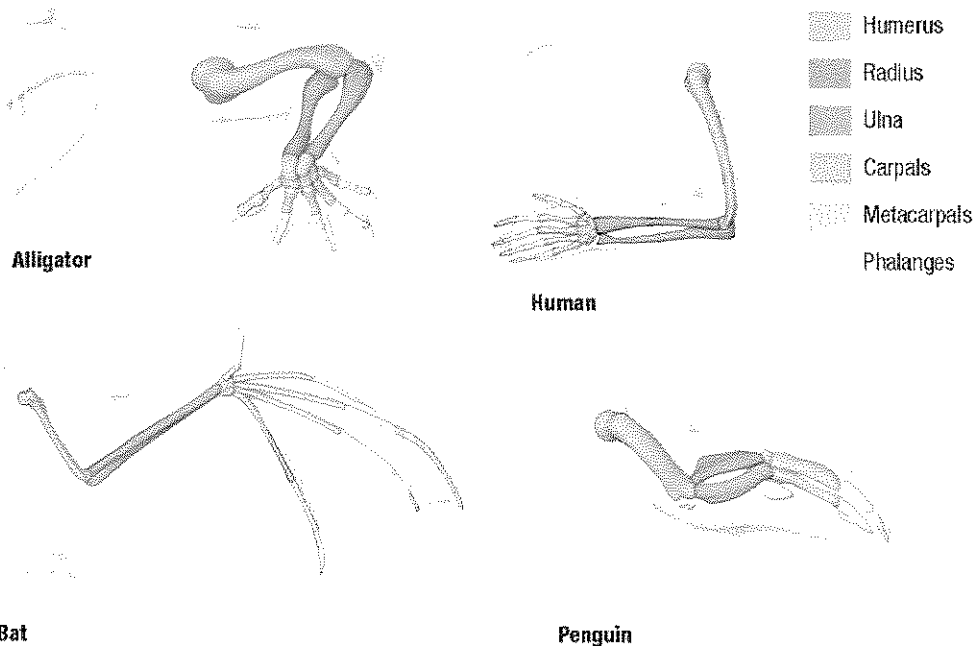 Humerus
Radius
Ulna
Carpals
Metacarpals
Phalanges
Alligator
Human
Bat
Penguin